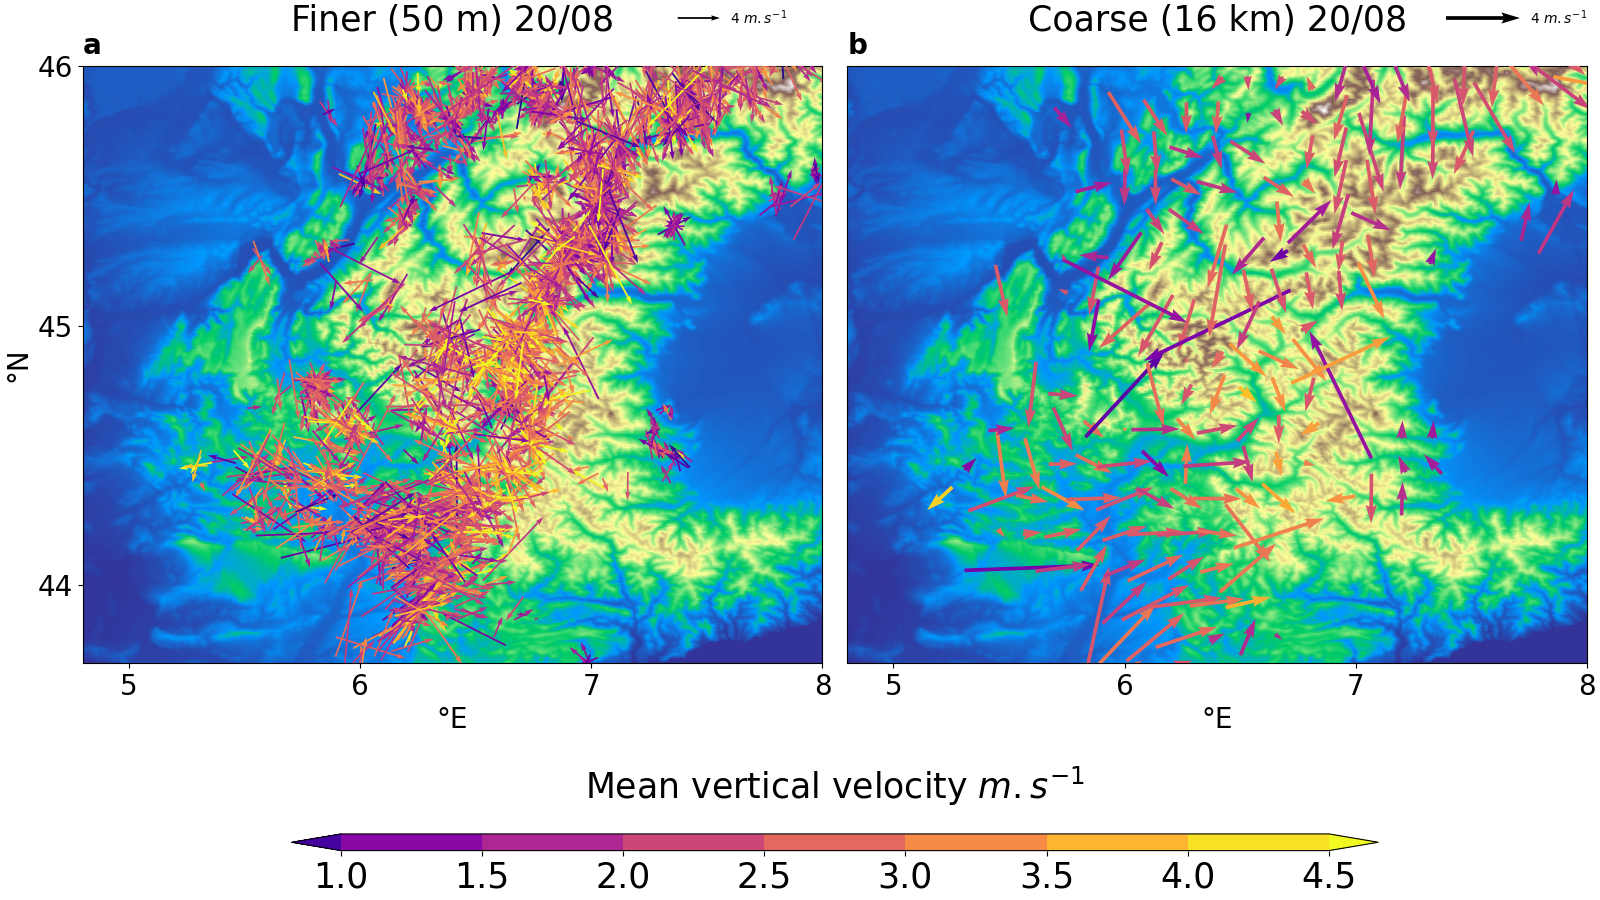 Finer (50 m) 20/08
4 m.s⁻¹
Coarse (16 km) 20/08
4 m.s⁻¹
a
b
46
45
44
°N
5 6 7 8
5 6 7 8
°E
°E
Mean vertical velocity m.s⁻¹
1.0 1.5 2.0 2.5 3.0 3.5 4.0 4.5